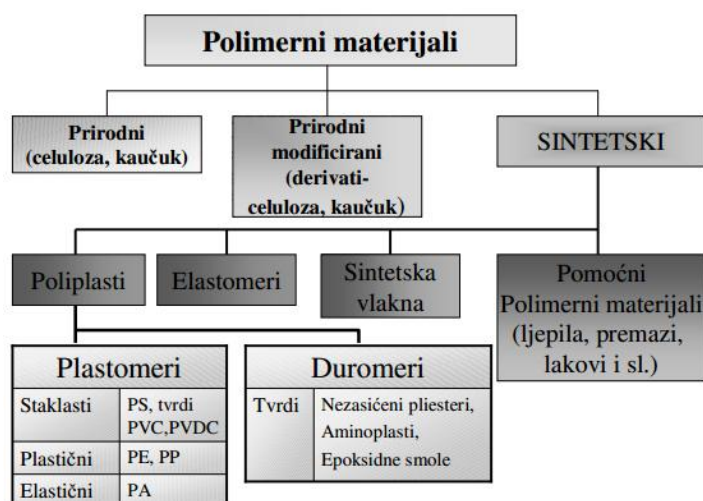 Polimerni materijali
Prirodni
(celuloza, kaučuk)
Prirodni
modificirani
(derivati-
celuloza, kaučuk)
SINTETSKI
Poliplasti
Elastomeri
Sintetska
vlakna
Pomoćni
Polimerni materijali
(ljepila, premazi,
lakovi i sl.)
Plastomeri
Staklasti
PS, tvrdi
PVC,PVDC
Plastični
PE, PP
Elastični
PA
Duromeri
Tvrdi
Nezasićeni pliesteri,
Aminoplasti,
Epoksidne smole